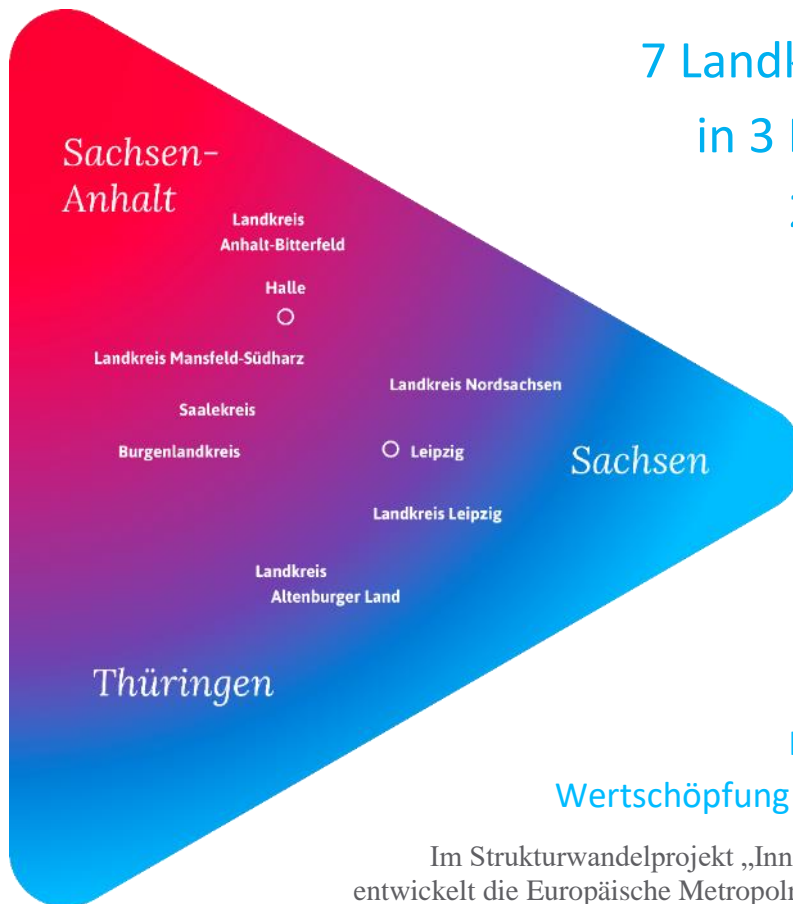 7 Landk
in 3
Sachsen-
Anhalt
Landkreis
Anhalt-Bitterfeld
Halle
Landkreis Mansfeld-Südharz
Landkreis Nordsachsen
Saalekreis
Burgenlandkreis
Leipzig
Sachsen
Landkreis Leipzig
Landkreis
Altenburger Land
Thüringen
Wertschöpfung
Im Strukturwandelprojekt „Inn
entwickelt die Europäische Metropolr